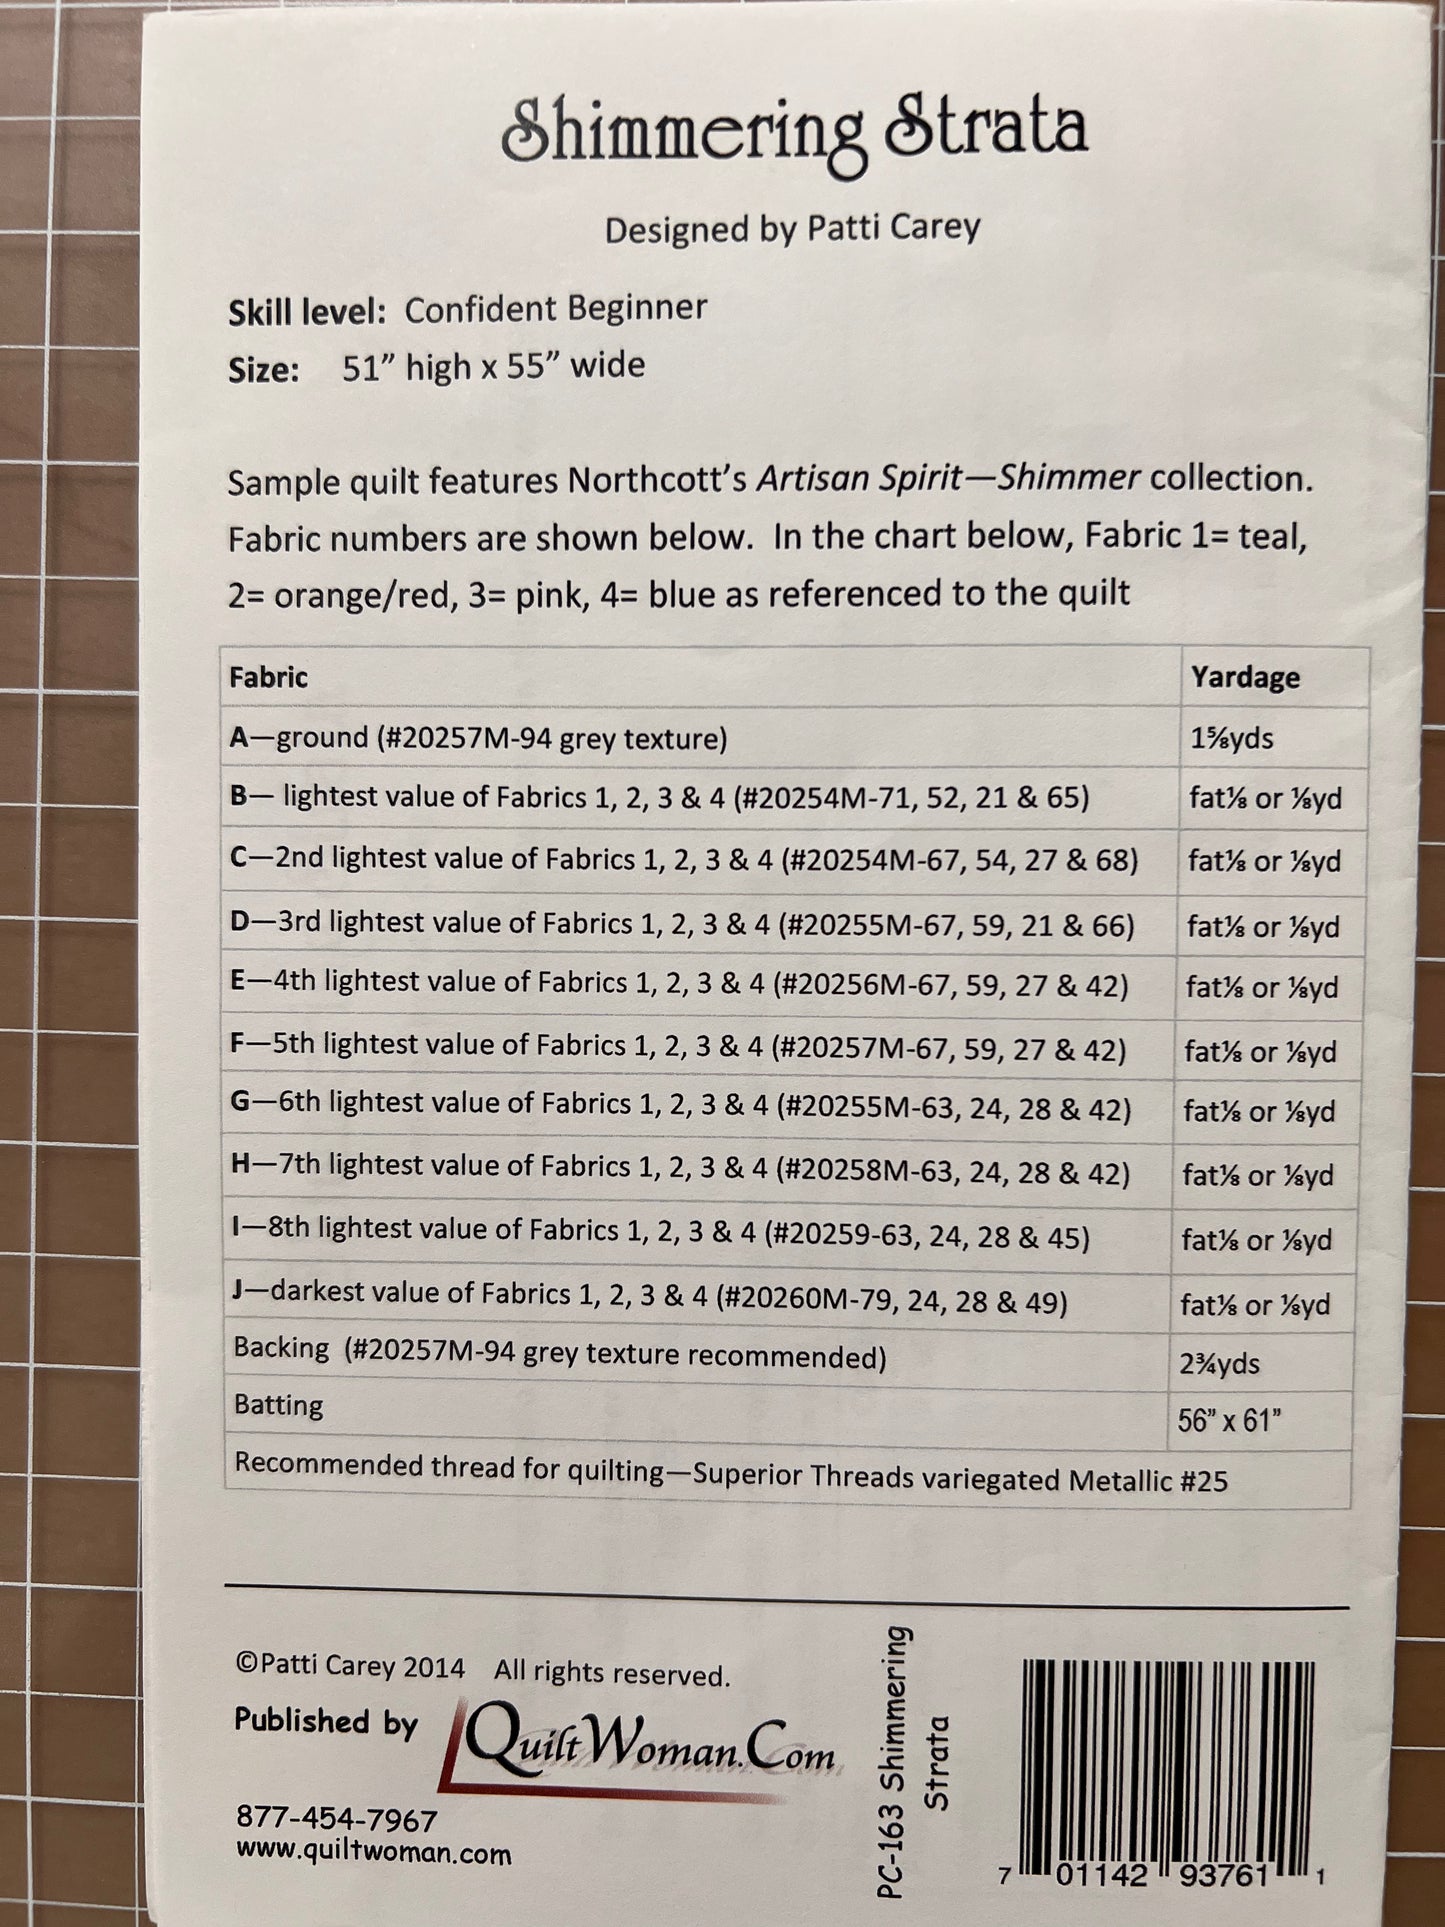 Shimmering Strata
Designed by Patti Carey
Skill level: Confident Beginner
Size: 51” high x 55” wide
Sample quilt features Northcott’s Artisan Spirit—Shimmer collection.
Fabric numbers are shown below. In the chart below, Fabric 1= teal,
2= orange/red, 3= pink, 4= blue as referenced to the quilt
Fabric Yardage
A—ground (#20257M-94 grey texture) 1⅝yds
B— lightest value of Fabrics 1, 2, 3 & 4 (#20254M-71, 52, 21 & 65) fat⅛ or ⅛yd
C—2nd lightest value of Fabrics 1, 2, 3 & 4 (#20254M-67, 54, 27 & 68) fat⅛ or ⅛yd
D—3rd lightest value of Fabrics 1, 2, 3 & 4 (#20255M-67, 59, 21 & 66) fat⅛ or ⅛yd
E—4th lightest value of Fabrics 1, 2, 3 & 4 (#20256M-67, 59, 27 & 42) fat⅛ or ⅛yd
F—5th lightest value of Fabrics 1, 2, 3 & 4 (#20257M-67, 59, 27 & 42) fat⅛ or ⅛yd
G—6th lightest value of Fabrics 1, 2, 3 & 4 (#20255M-63, 24, 28 & 42) fat⅛ or ⅛yd
H—7th lightest value of Fabrics 1, 2, 3 & 4 (#20258M-63, 24, 28 & 42) fat⅛ or ⅛yd
I—8th lightest value of Fabrics 1, 2, 3 & 4 (#20259-63, 24, 28 & 45) fat⅛ or ⅛yd
J—darkest value of Fabrics 1, 2, 3 & 4 (#20260M-79, 24, 28 & 49) fat⅛ or ⅛yd
Backing (#20257M-94 grey texture recommended) 2¾yds
Batting 56” x 61”
Recommended thread for quilting—Superior Threads variegated Metallic #25
©Patti Carey 2014 All rights reserved.
Published by QuiltWoman.Com
877-454-7967
www.quiltwoman.com
PC-163 Shimmering
Strata
7 01142 93761 1